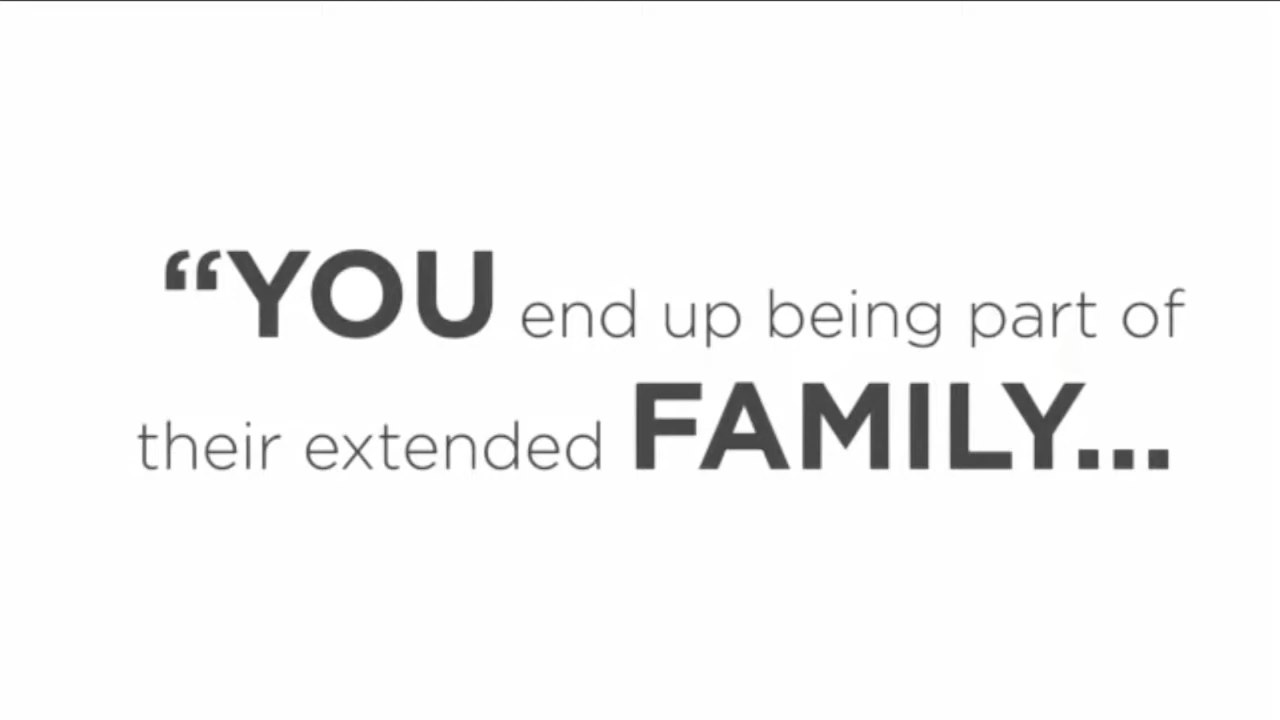 “YOU end up being part of
their extended FAMILY...